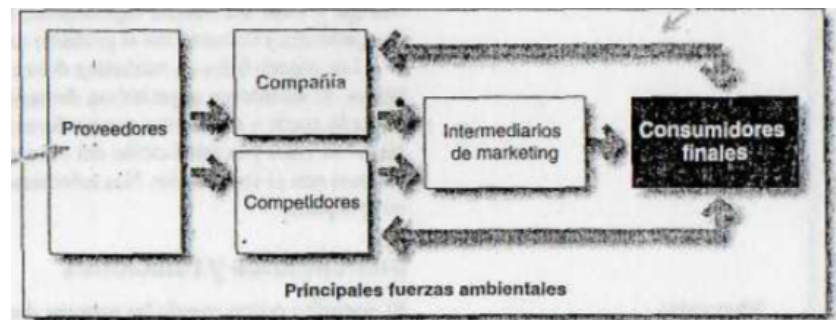 Proveedores
Compañía
Competidores
Intermediarios
de marketing
Consumidores
finales
Principales fuerzas ambientales